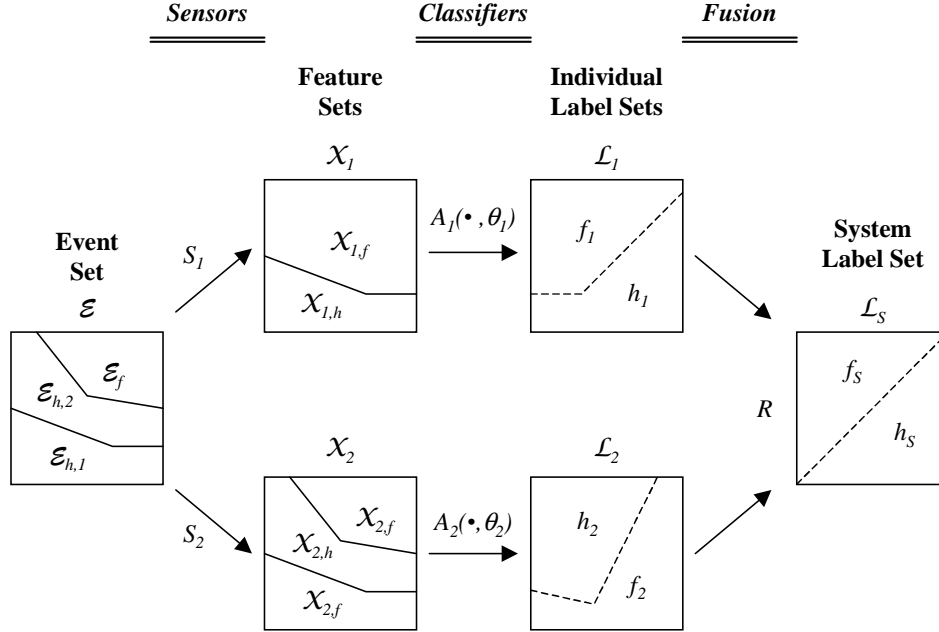 Sensors Classifiers Fusion
Feature
Sets
Individual
Label Sets
𝒳1
ℒ1
A1(•, θ1)
𝒳1,f
f1
𝒳1,h
h1
Event
Set
ℰ
S1
System
Label Set
ℒS
ℰf
ℰh,2
ℰh,1
fS
R
hS
𝒳2
ℒ2
S2
A2(•, θ2)
𝒳2,f
𝒳2,h
𝒳2,f
h2
f2